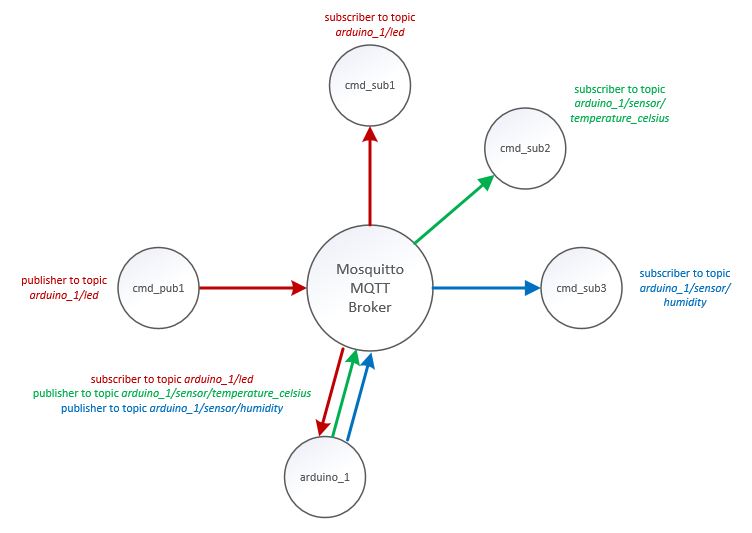 subscriber to topic
arduino_1/led
cmd_sub1
subscriber to topic
arduino_1/sensor/
temperature_celsius
cmd_sub2
Mosquitto
MQTT
Broker
publisher to topic
arduino_1/led
cmd_pub1
cmd_sub3
subscriber to topic
arduino_1/sensor/
humidity
subscriber to topic arduino_1/led
publisher to topic arduino_1/sensor/temperature_celsius
publisher to topic arduino_1/sensor/humidity
arduino_1